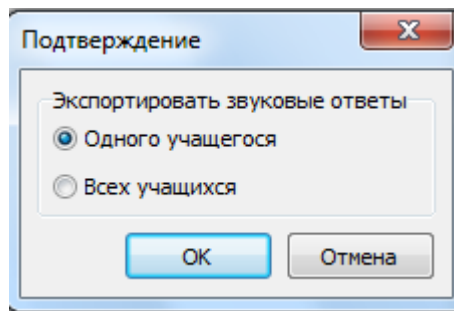 Подтверждение
Экспортировать звуковые ответы
Одного учащегося
Всех учащихся
OK
Отмена